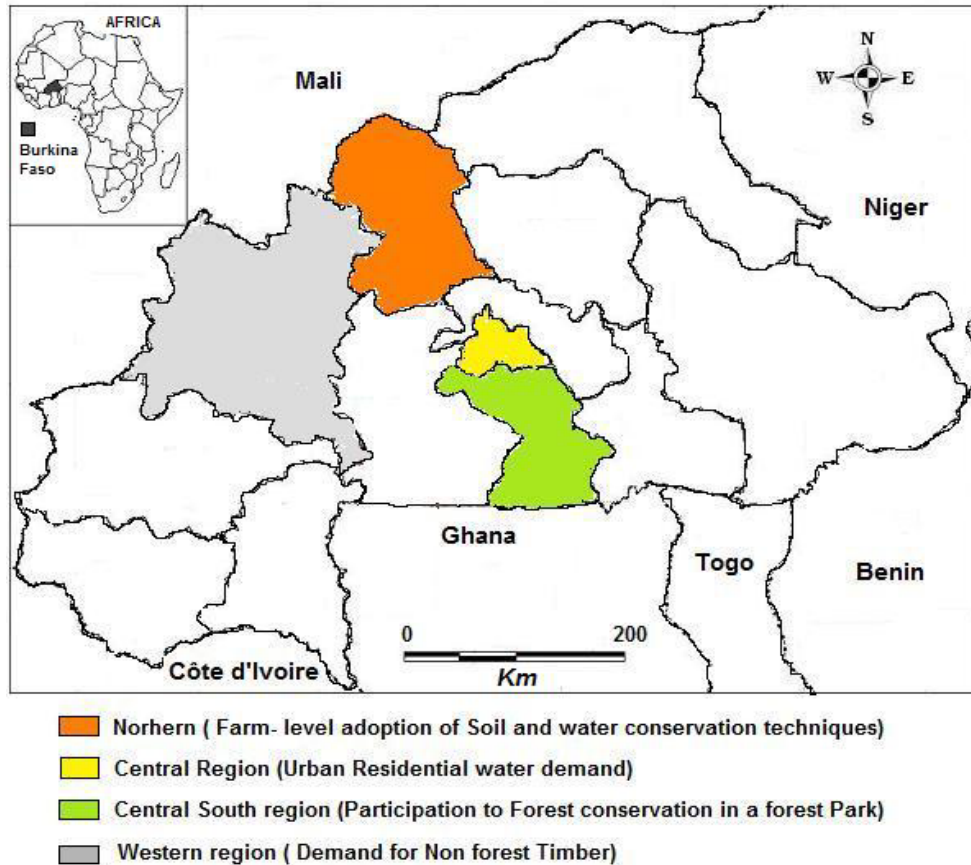 AFRICA
Burkina
Faso
Mali
N
W E
S
Niger
Ghana
Togo
Benin
Côte d'Ivoire
0 200
Km
Norhern ( Farm- level adoption of Soil and water conservation techniques)
Central Region (Urban Residential water demand)
Central South region (Participation to Forest conservation in a forest Park)
Western region ( Demand for Non forest Timber)